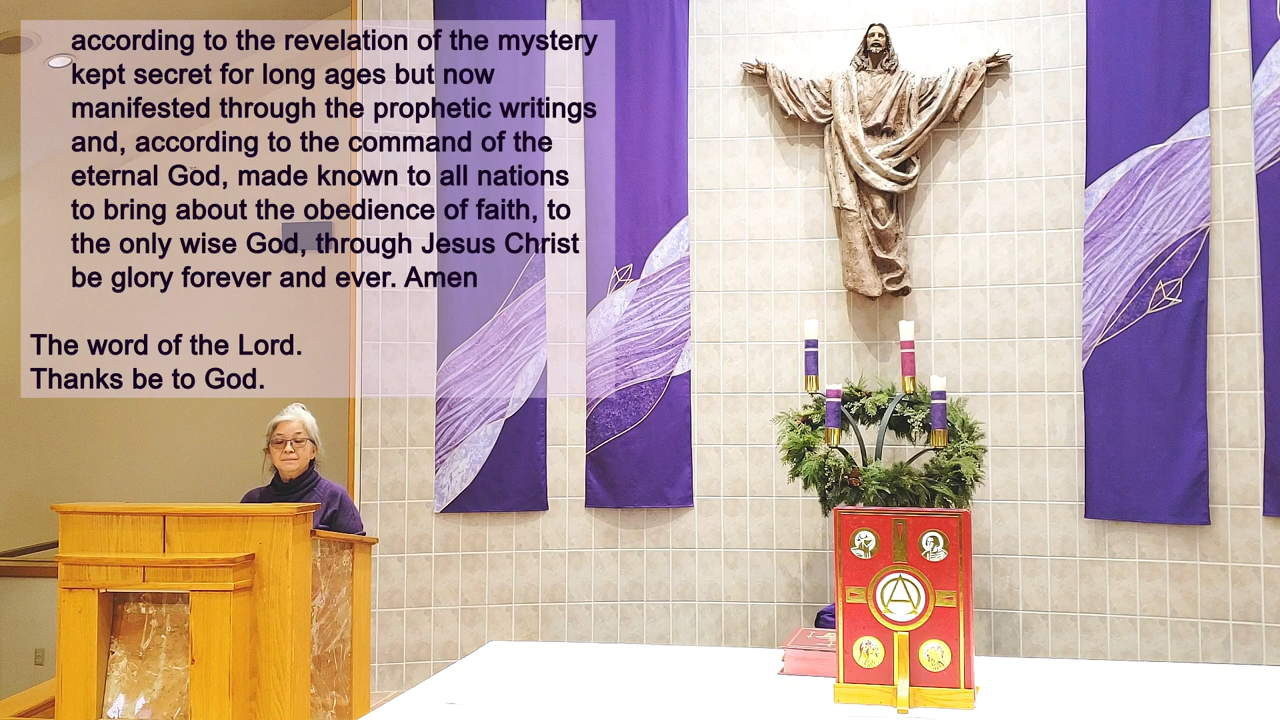 according to the revelation of the mystery
kept secret for long ages but now
manifested through the prophetic writings
and, according to the command of the
eternal God, made known to all nations
to bring about the obedience of faith, to
the only wise God, through Jesus Christ
be glory forever and ever. Amen
The word of the Lord.
Thanks be to God.